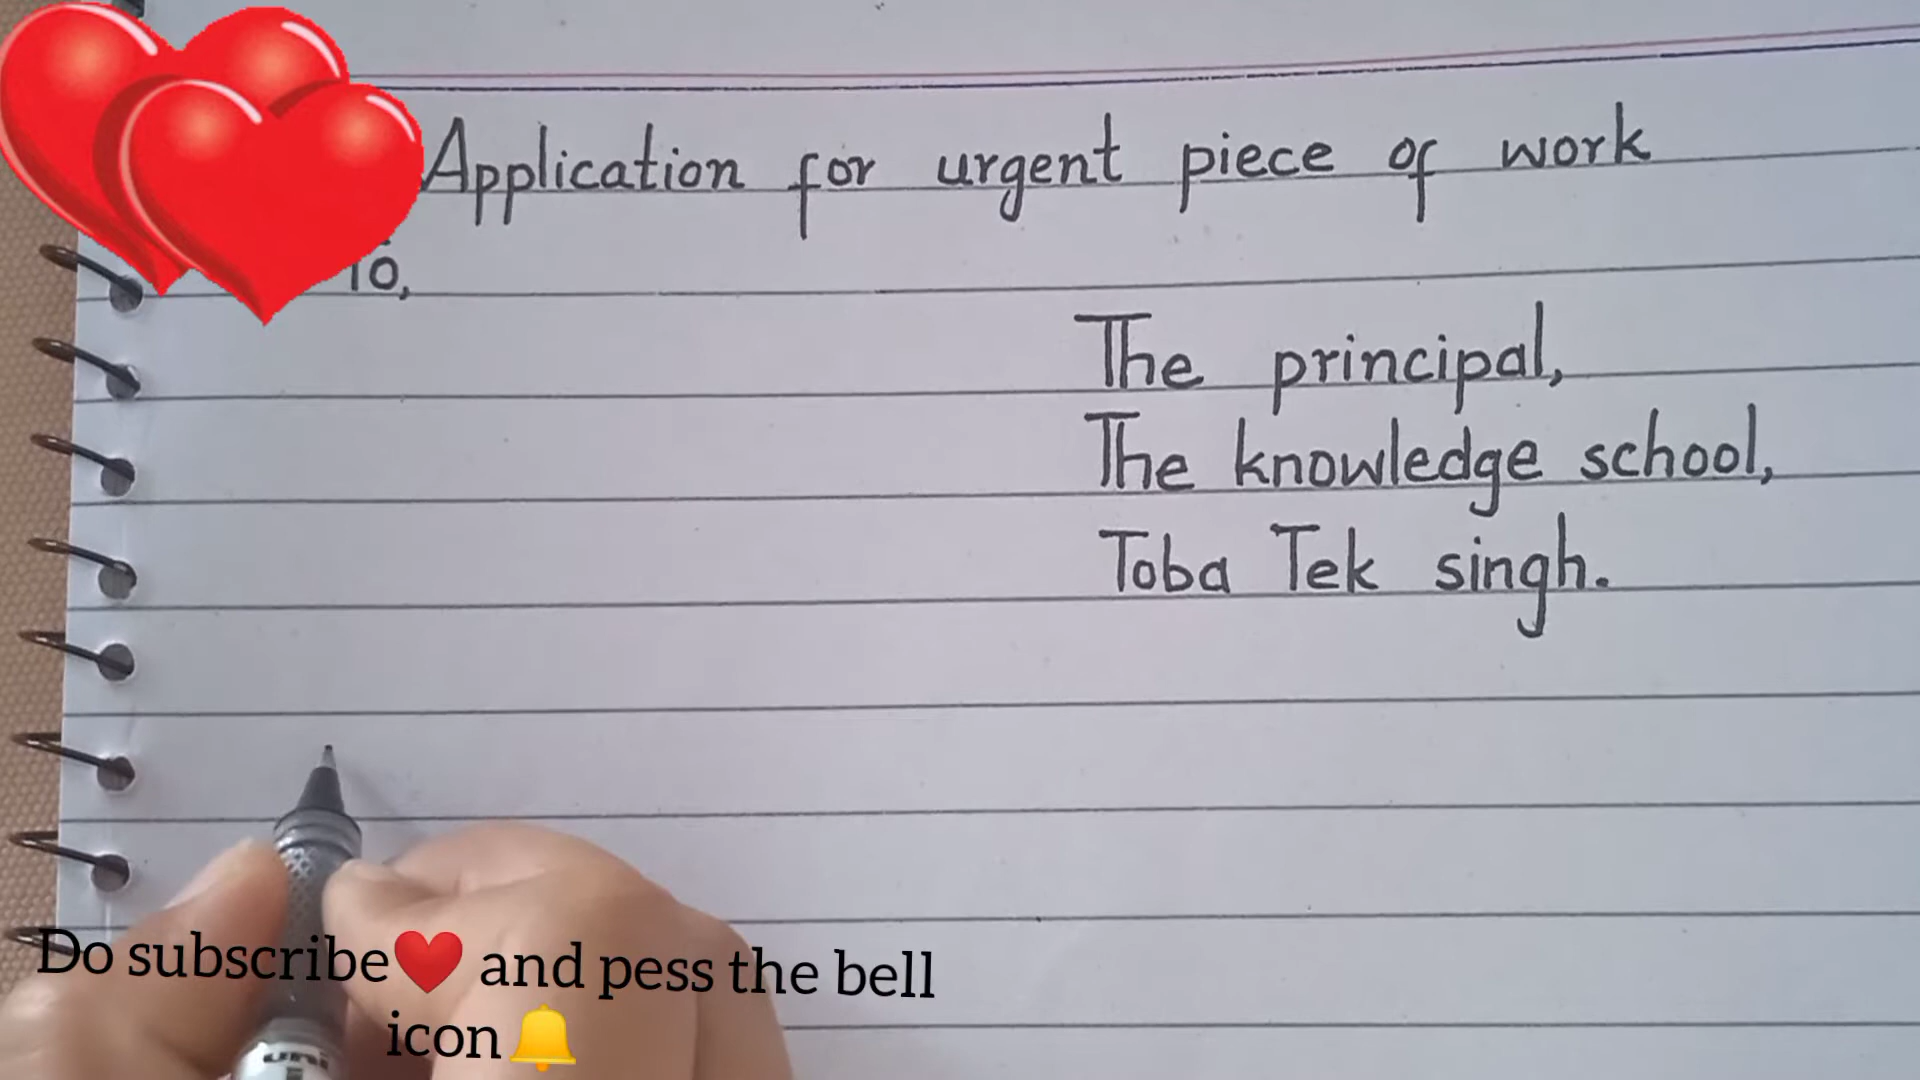 Application for urgent piece of work
To,
The principal,
The knowledge school,
Toba Tek singh.
Do subscribe❤️ and pess the bell
icon🔔
uni